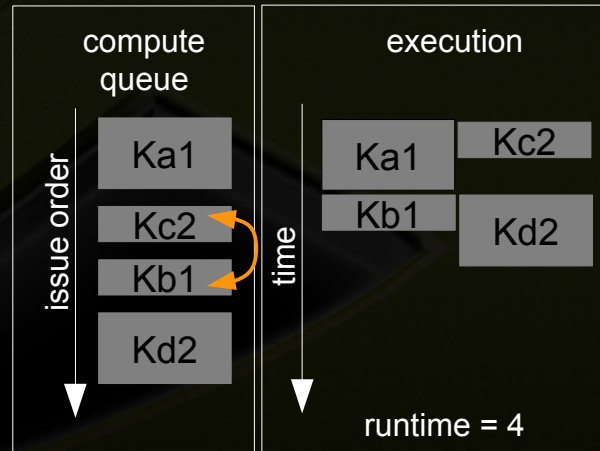 compute
queue
issue order
Ka1
Kc2
Kb1
Kd2
execution
time
Ka1
Kc2
Kb1
Kd2
runtime = 4